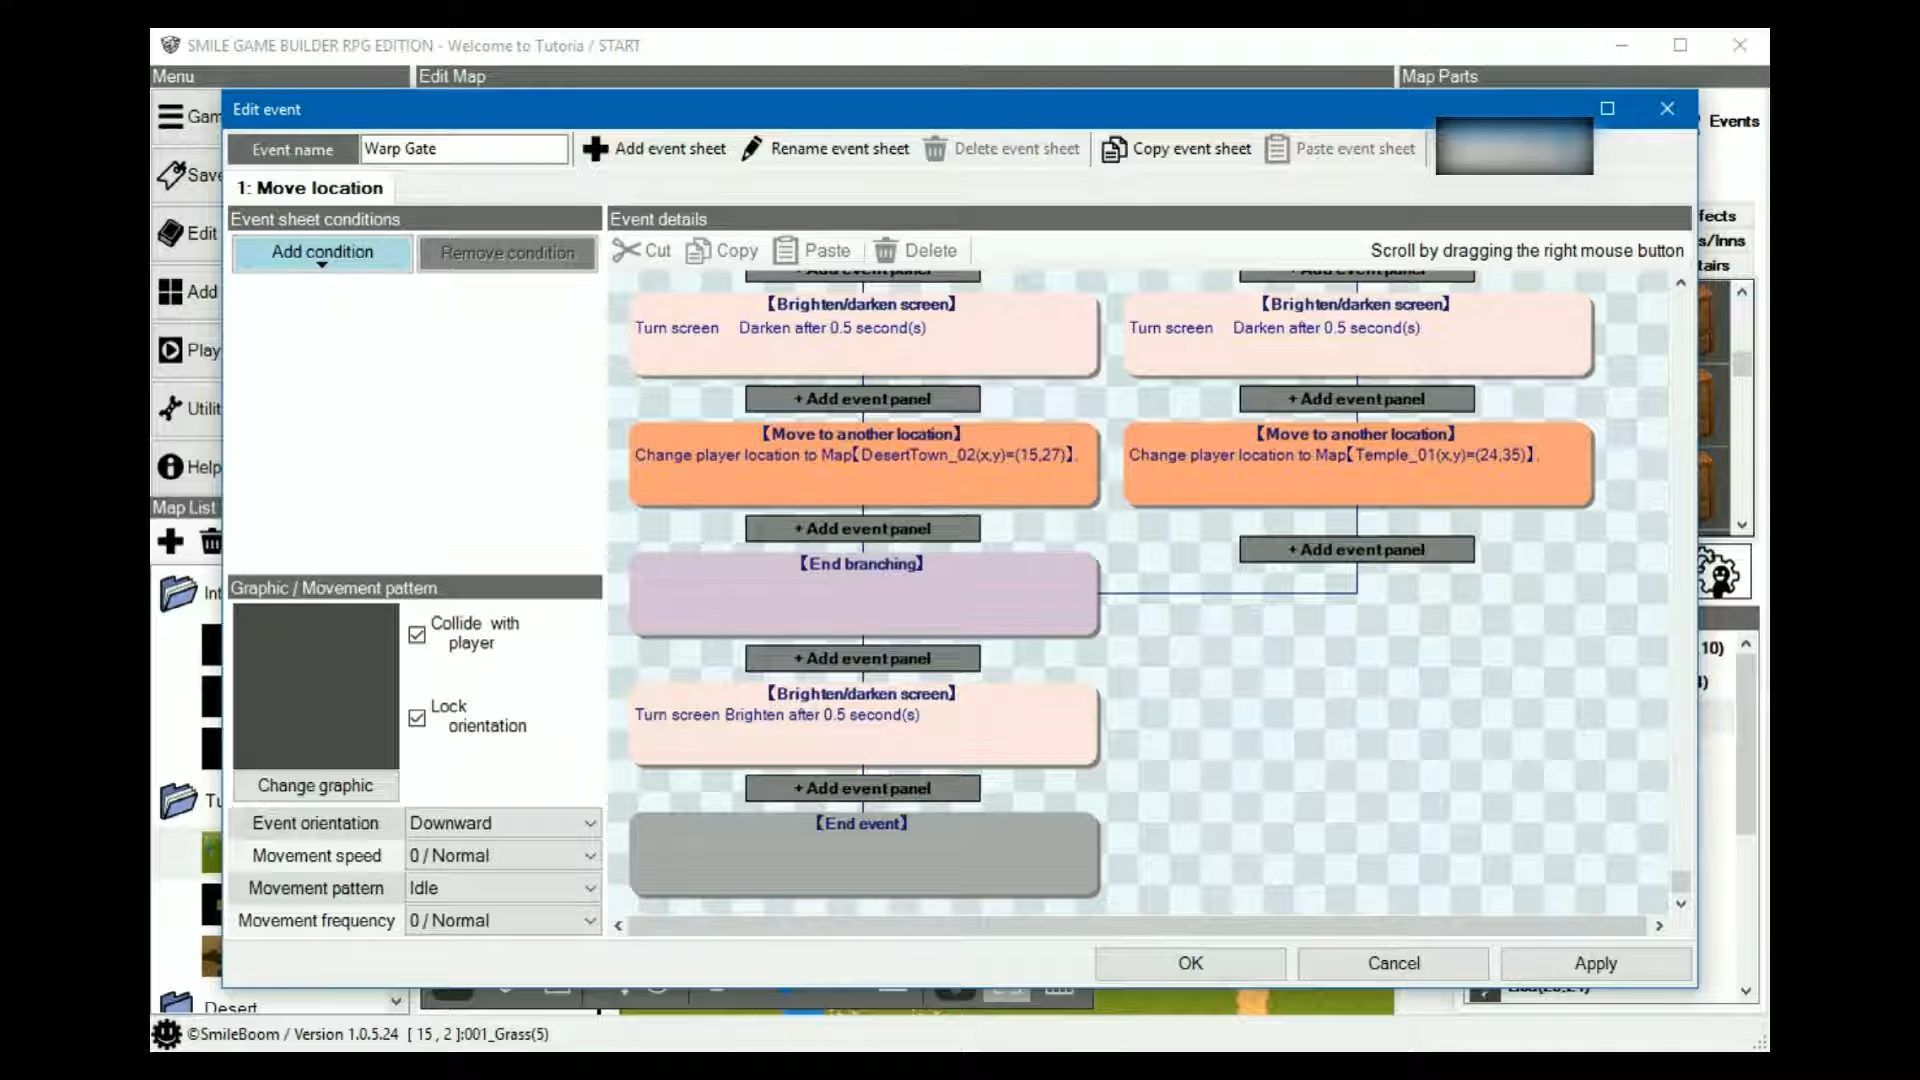 SMILE GAME BUILDER RPG EDITION - Welcome to Tutoria / START
Menu
Edit Map
Map Parts
Edit event
Events
Event name
Warp Gate
Add event sheet
Rename event sheet
Delete event sheet
Copy event sheet
Paste event sheet
Save
1: Move location
Event sheet conditions
Event details
Add condition
Remove condition
Cut
Copy
Paste
Delete
Scroll by dragging the right mouse button
Edit
Add
Play
Help
Map List
+ Add event panel
+ Add event panel
【Brighten/darken screen】
Turn screen Darken after 0.5 second(s)
【Brighten/darken screen】
Turn screen Darken after 0.5 second(s)
+ Add event panel
+ Add event panel
【Move to another location】
Change player location to Map【DesertTown_02(x,y)=(15,27)】.
【Move to another location】
Change player location to Map【Temple_01(x,y)=(24,35)】.
+ Add event panel
+ Add event panel
【End branching】
+ Add event panel
【Brighten/darken screen】
Turn screen Brighten after 0.5 second(s)
+ Add event panel
【End event】
Graphic / Movement pattern
Collide with
player
Lock
orientation
Change graphic
Event orientation
Downward
Movement speed
0 / Normal
Movement pattern
Idle
Movement frequency
0 / Normal
OK
Cancel
Apply
Desert
©SmileBoom / Version 1.0.5.24 [ 15 , 2 ]:001_Grass(5)